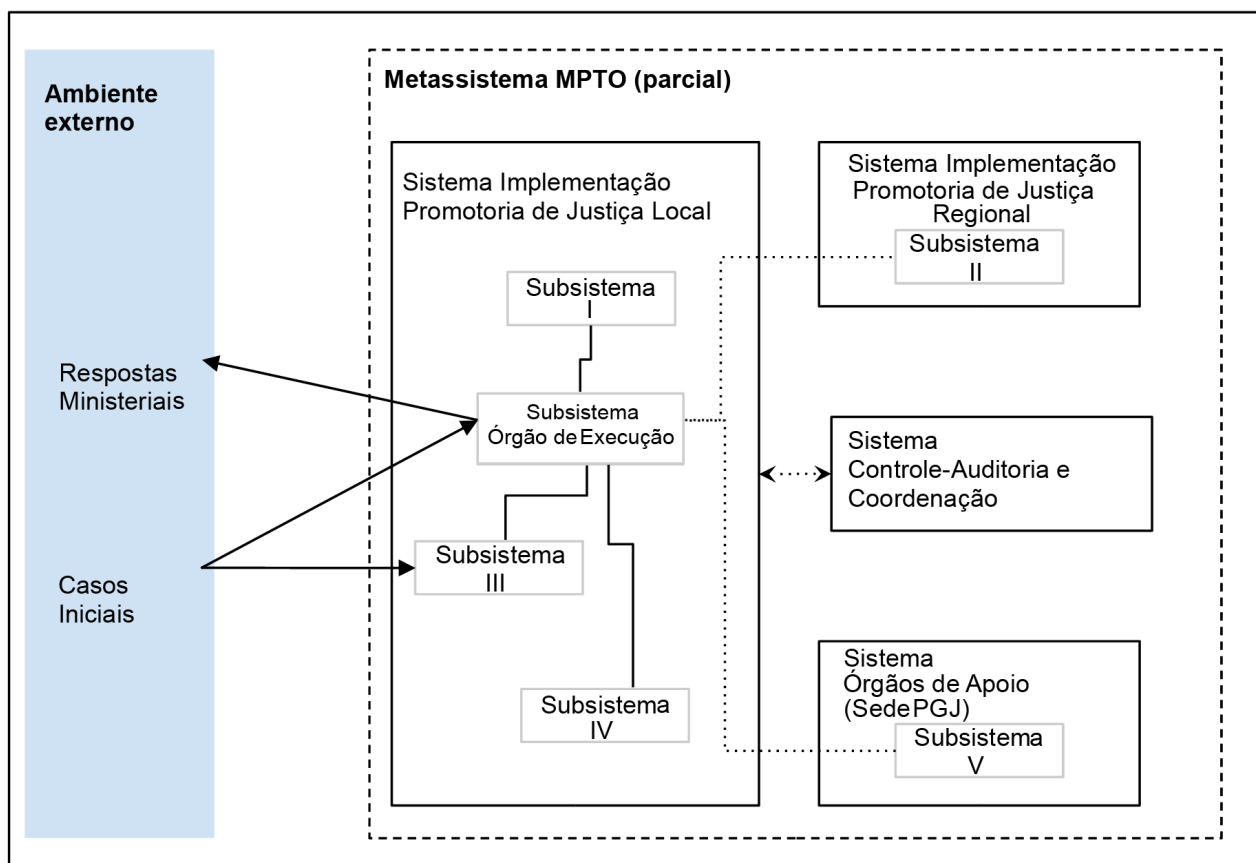 Ambiente
externo
Respostas
Ministeriais
Casos
Iniciais
Metassistema MPTO (parcial)
Sistema Implementação
Promotoria de Justiça Local
Subsistema
I
Subsistema
Órgão de Execução
Subsistema
III
Subsistema
IV
Sistema Implementação
Promotoria de Justiça
Regional
Subsistema
II
Sistema
Controle-Auditoria e
Coordenação
Sistema
Órgãos de Apoio
(Sede PGJ)
Subsistema
V